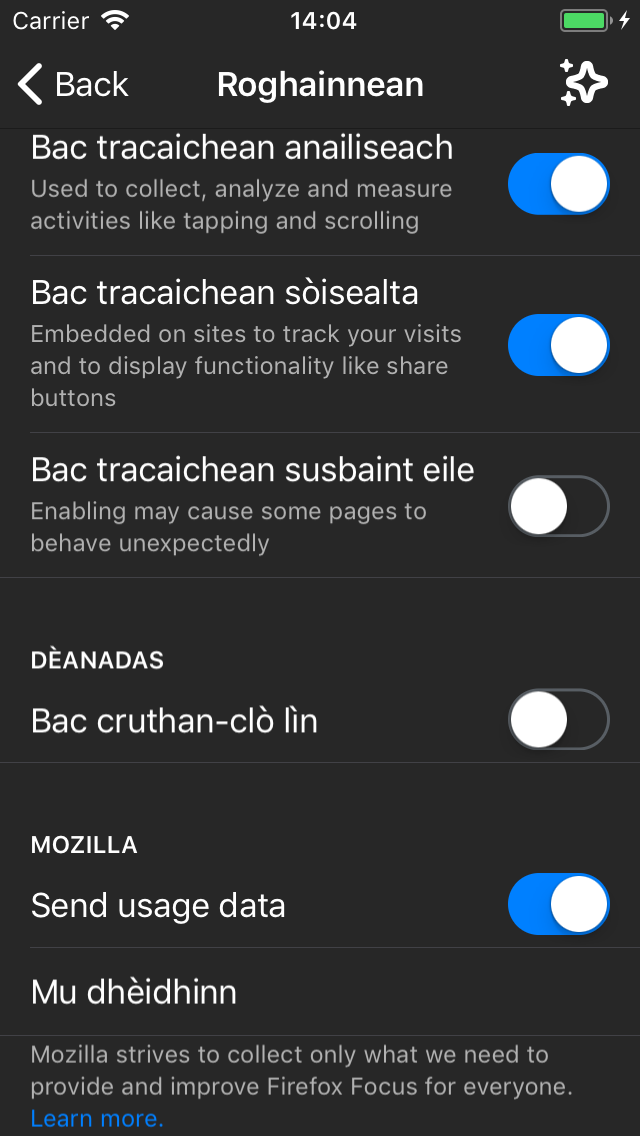 Carrier 14:04
Back Roghainnean
Bac tracaichean anailiseach
Used to collect, analyze and measure
activities like tapping and scrolling
Bac tracaichean sòisealta
Embedded on sites to track your visits
and to display functionality like share
buttons
Bac tracaichean susbaint eile
Enabling may cause some pages to
behave unexpectedly
DÈANADAS
Bac cruthan-clò lìn
MOZILLA
Send usage data
Mu dhèidhinn
Mozilla strives to collect only what we need to
provide and improve Firefox Focus for everyone.
Learn more.